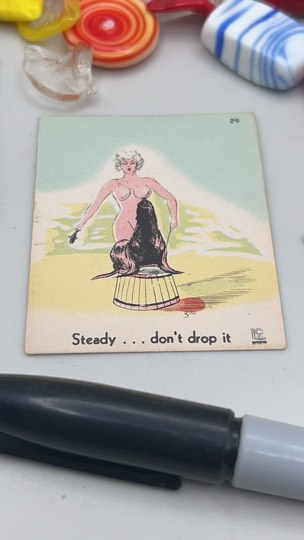 29
Steady . . . don't drop it